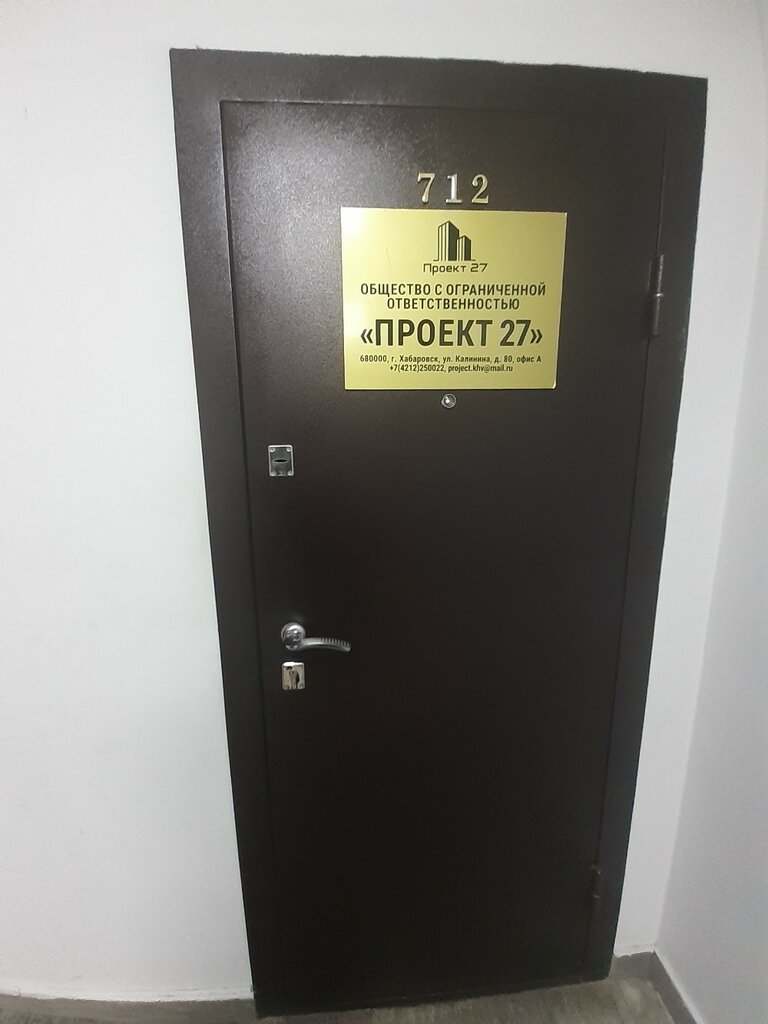 712
Проект 27
ОБЩЕСТВО С ОГРАНИЧЕННОЙ
ОТВЕТСТВЕННОСТЬЮ
«ПРОЕКТ 27»
680000, г. Хабаровск, ул. Калинина, д. 80, офис А
+7(4212)250022, project.khv@mail.ru